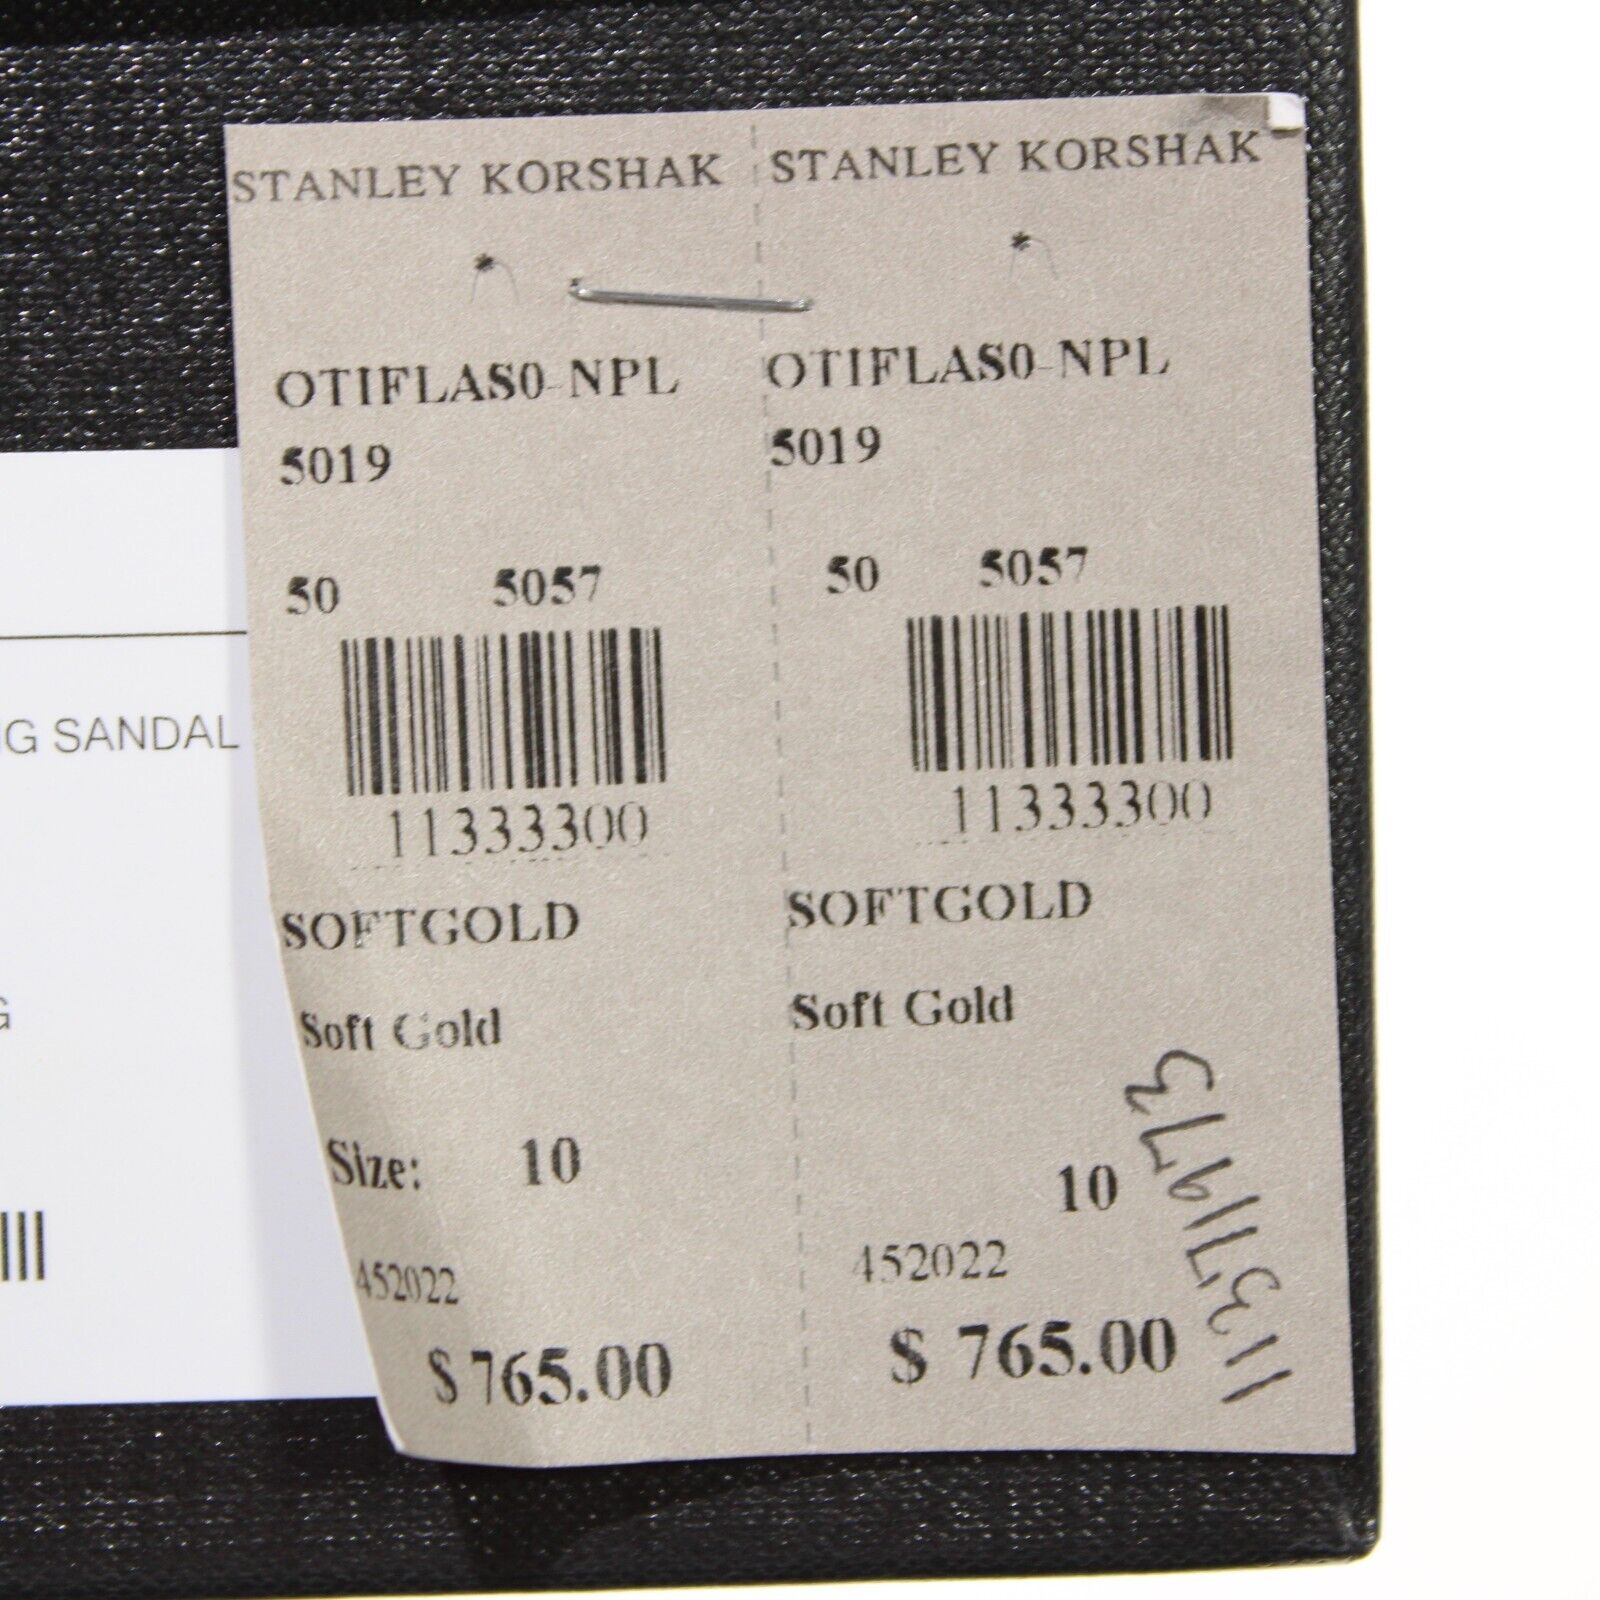 STANLEY KORSHAK
OTIFLAS0-NPL
5019
50 5057
11333300
SOFTGOLD
Soft Gold
Size: 10
452022
$ 765.00
STANLEY KORSHAK
OTIFLAS0-NPL
5019
50 5057
11333300
SOFTGOLD
Soft Gold
10
452022
$ 765.00
11371973
SANDAL